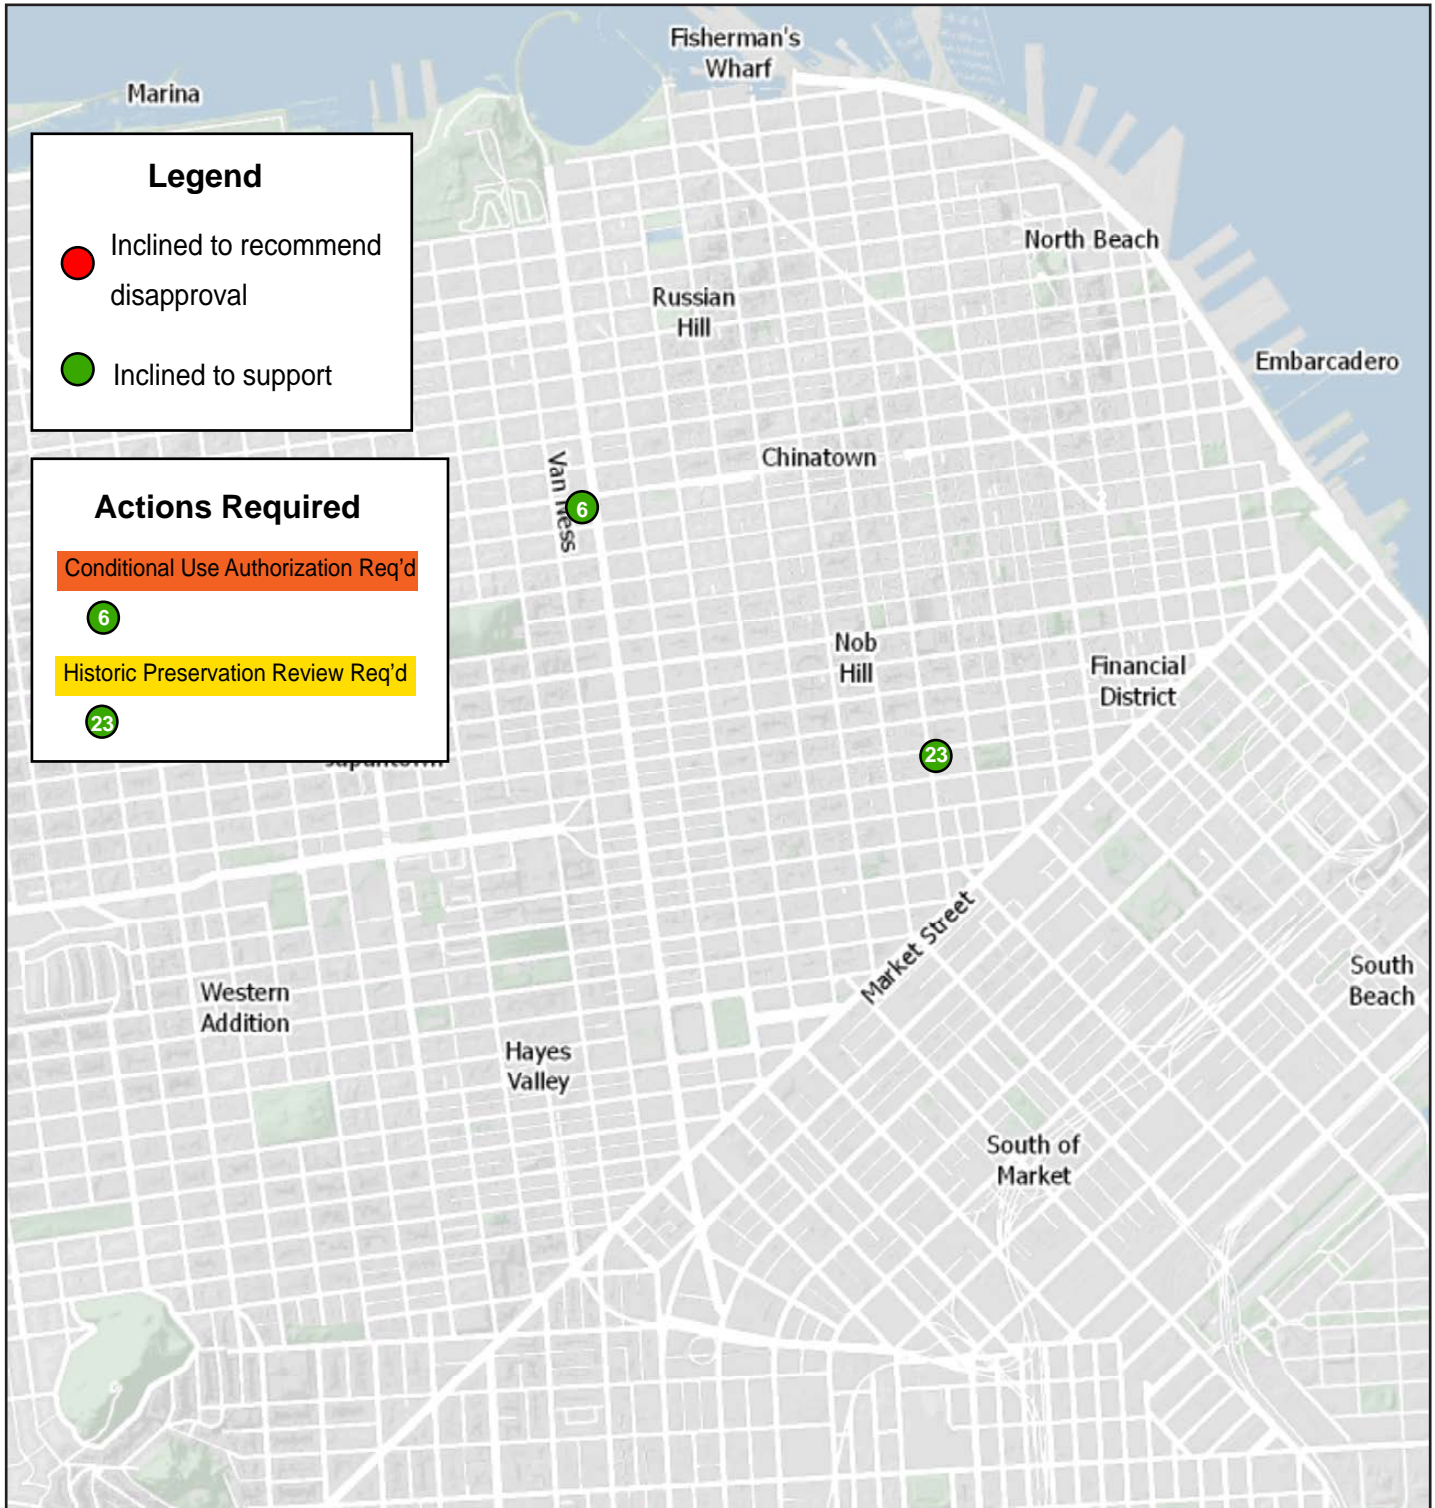 Fisherman's
Wharf
Marina
Legend
Inclined to recommend
disapproval
Inclined to support
North Beach
Russian
Hill
Embarcadero
Chinatown
Van Ness
6
Actions Required
Conditional Use Authorization Req'd
6
Historic Preservation Review Req'd
23
Nob
Hill
Financial
District
23
Japantown
Market Street
Western
Addition
South
Beach
Hayes
Valley
South of
Market